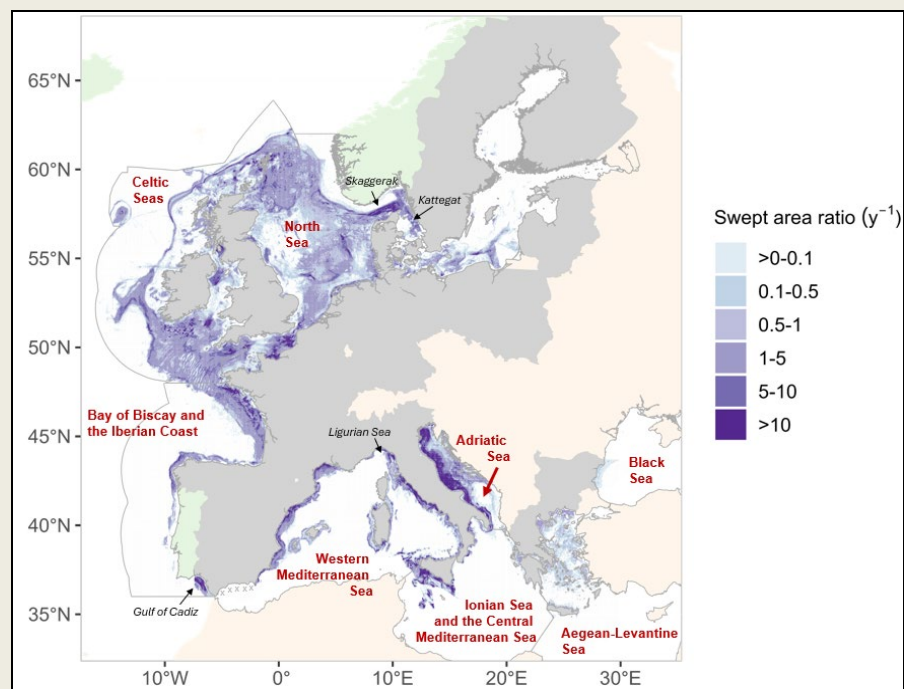 65°N
60°N
55°N
50°N
45°N
40°N
35°N
10°W
0°
10°E
20°E
30°E
Celtic
Seas
Skaggerak
Kattegat
North
Sea
Bay of Biscay and
the Iberian Coast
Ligurian Sea
Adriatic
Sea
Black
Sea
Western
Mediterranean
Sea
Gulf of Cadiz
Ionian Sea
and the Central
Mediterranean Sea
Aegean-Levantine
Sea
Swept area ratio (y⁻¹)
>0-0.1
0.1-0.5
0.5-1
1-5
5-10
>10